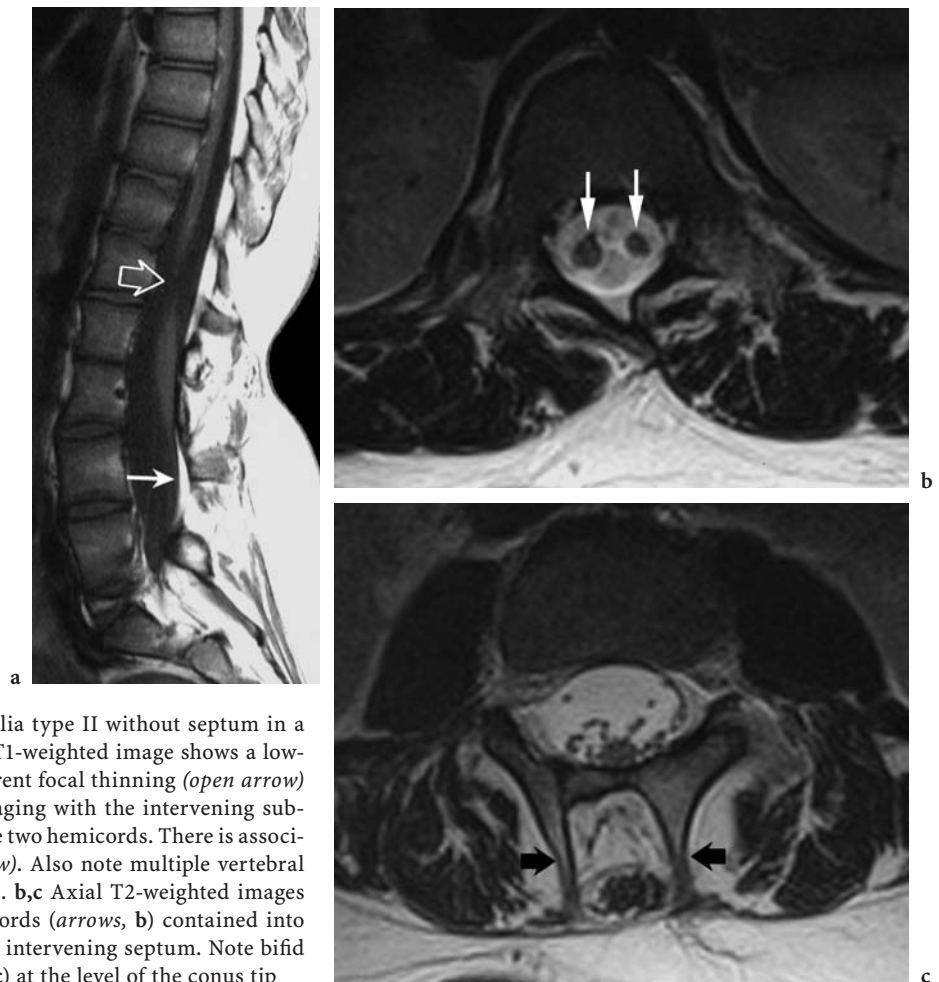 a
b
lia type II without septum in a
T1-weighted image shows a low-
rent focal thinning (open arrow)
aging with the intervening sub-
e two hemicords. There is associ-
w). Also note multiple vertebral
. b,c Axial T2-weighted images
ords (arrows, b) contained into
intervening septum. Note bifid
c) at the level of the conus tip
c